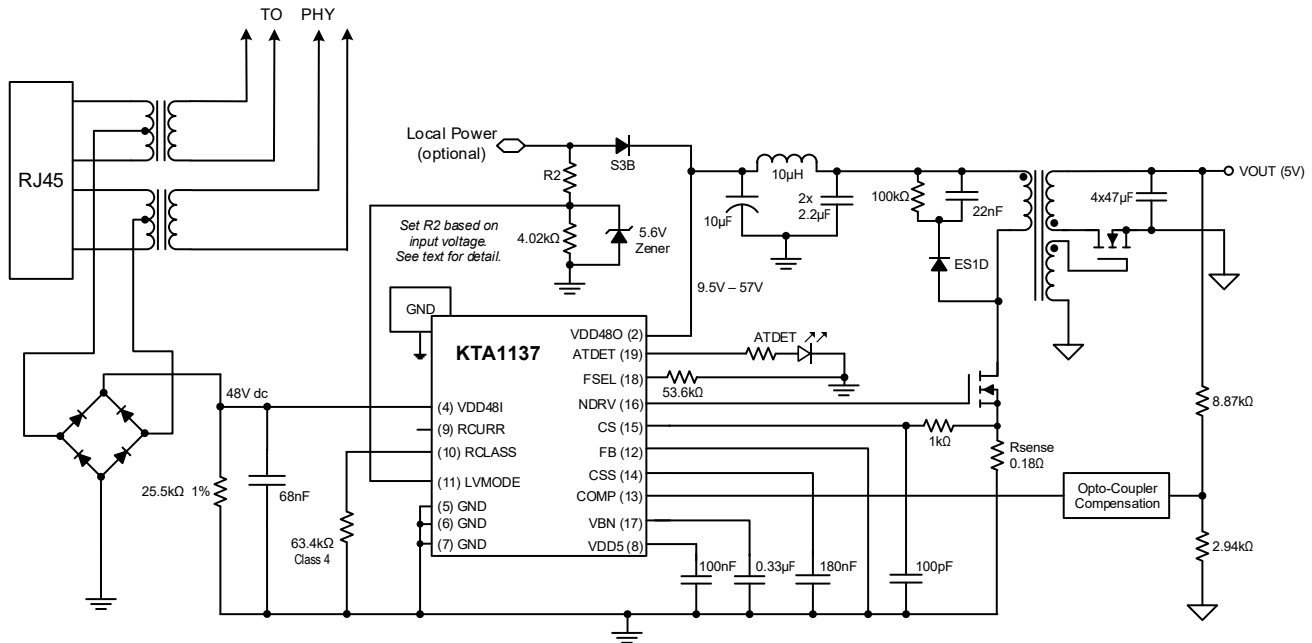 TO PHY
RJ45
Local Power
(optional)
S3B
R2
Set R2 based on
input voltage.
See text for detail.
4.02kΩ
5.6V
Zener
10µH
10µF
2x
2.2µF
100kΩ
22nF
ES1D
4x47µF
VOUT (5V)
9.5V – 57V
GND
KTA1137
VDD48O (2)
ATDET (19)
FSEL (18)
NDRV (16)
CS (15)
FB (12)
CSS (14)
COMP (13)
VBN (17)
VDD5 (8)
(4) VDD48I
(9) RCURR
(10) RCLASS
(11) LVMODE
(5) GND
(6) GND
(7) GND
ATDET
53.6kΩ
48V dc
25.5kΩ 1%
68nF
63.4kΩ
Class 4
1kΩ
Rsense
0.18Ω
8.87kΩ
Opto-Coupler
Compensation
2.94kΩ
100nF
0.33µF
180nF
100pF